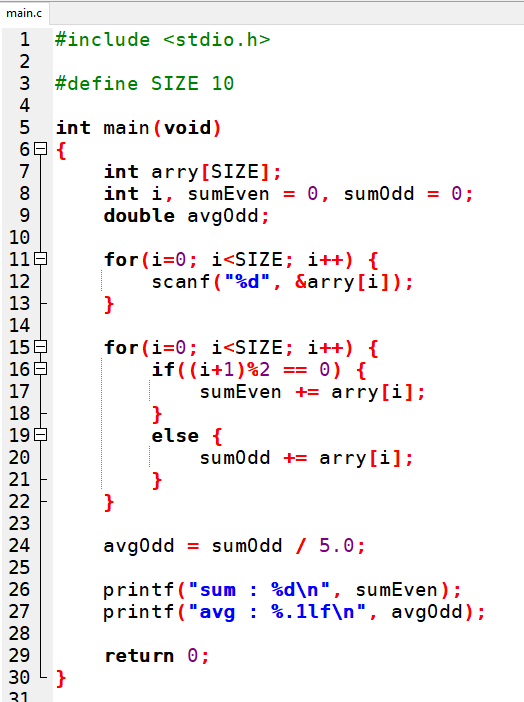 main.c
1 #include <stdio.h>
2
3 #define SIZE 10
4
5 int main(void)
6 {
7 int arry[SIZE];
8 int i, sumEven = 0, sumOdd = 0;
9 double avgOdd;
10
11 for(i=0; i<SIZE; i++) {
12 scanf("%d", &arry[i]);
13 }
14
15 for(i=0; i<SIZE; i++) {
16 if((i+1)%2 == 0) {
17 sumEven += arry[i];
18 }
19 else {
20 sumOdd += arry[i];
21 }
22 }
23
24 avgOdd = sumOdd / 5.0;
25
26 printf("sum : %d\n", sumEven);
27 printf("avg : %.1lf\n", avgOdd);
28
29 return 0;
30 }
31